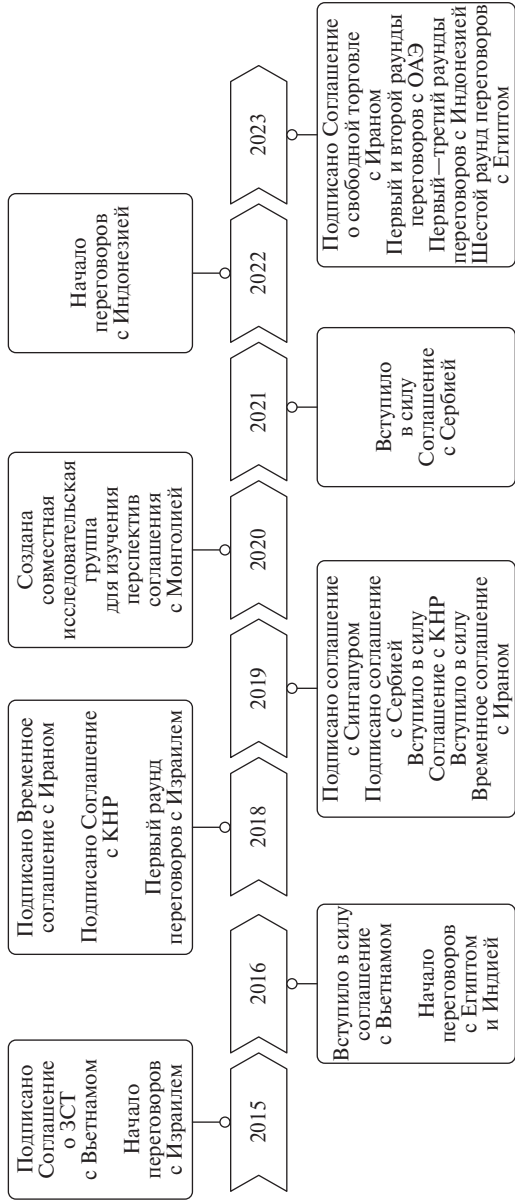 Подписано
Соглашение
о ЗСТ
с Вьетнамом
Начало
переговоров
с Израилем
2015
2016
Вступило в силу
соглашение
с Вьетнамом
Начало
переговоров
с Египтом
и Индией
Подписано Временное
соглашение с Ираном
Подписано Соглашение
с КНР
Первый раунд
переговоров с Израилем
2018
2019
Подписано соглашение
с Сингапуром
Подписано соглашение
с Сербией
Вступило в силу
Соглашение с КНР
Вступило в силу
Временное соглашение
с Ираном
Создана
совместная
исследовательская
группа
для изучения
перспектив
соглашения
с Монголией
2020
2021
Вступило
в силу
Соглашение
с Сербией
Начало
переговоров
с Индонезией
2022
2023
Подписано Соглашение
о свободной торговле
с Ираном
Первый и второй раунды
переговоров с ОАЭ
Первый—третий раунды
переговоров с Индонезией
Шестой раунд переговоров
с Египтом